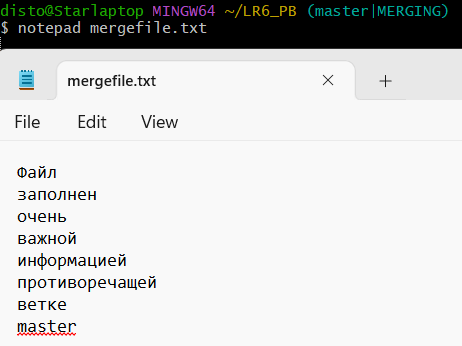 disto@Starlaptop MINGW64 ~/LR6_PB (master|MERGING)
$ notepad mergefile.txt
mergefile.txt
File Edit View
Файл
заполнен
очень
важной
информацией
противоречащей
ветке
master